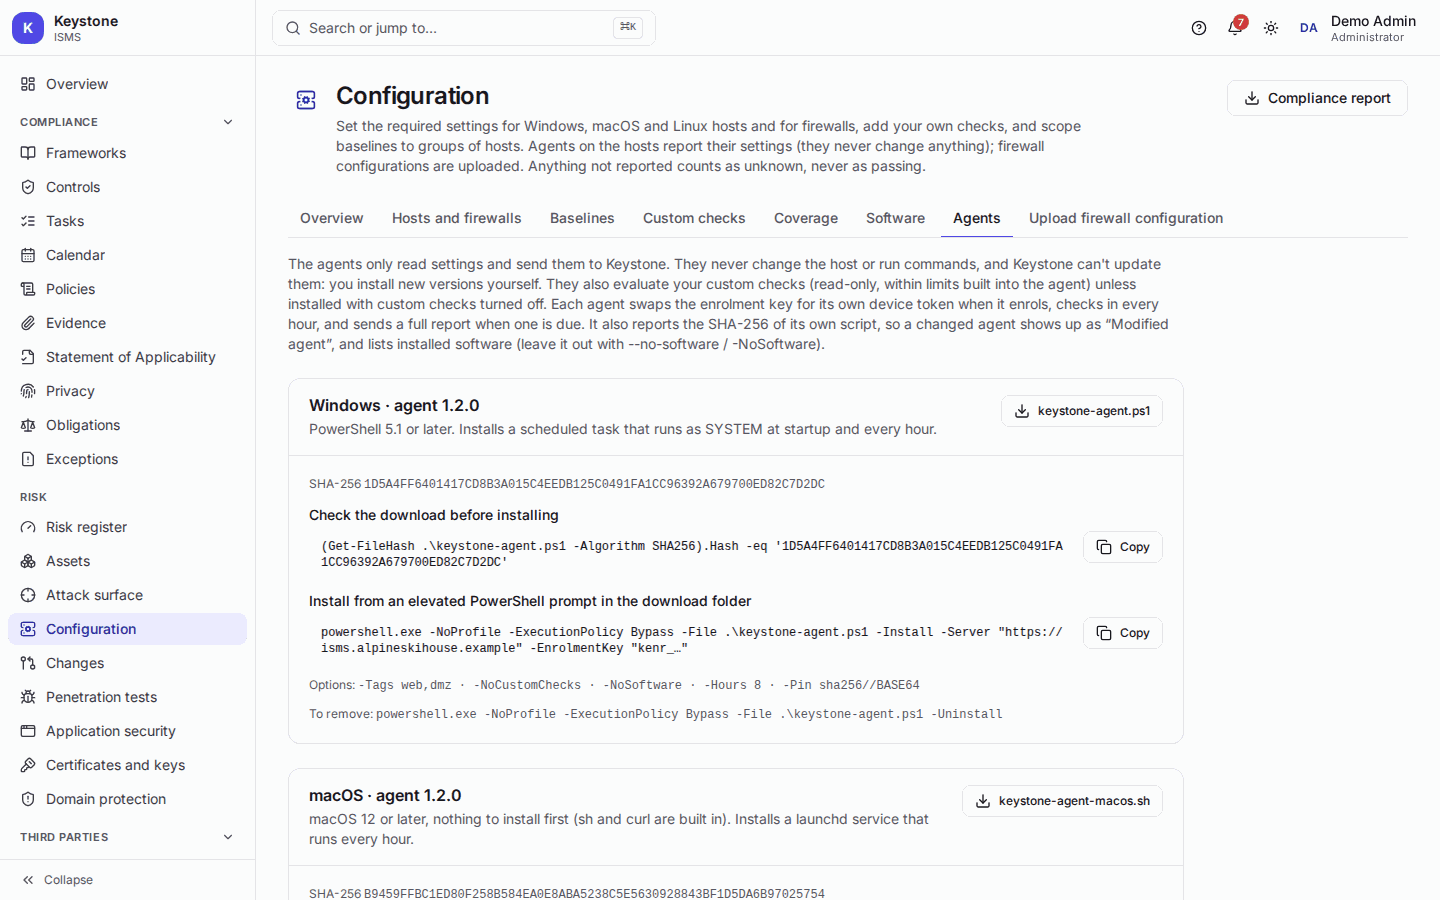 K
Keystone
ISMS
Search or jump to...
⌘K
7
DA
Demo Admin
Administrator
Overview
COMPLIANCE
Frameworks
Controls
Tasks
Calendar
Policies
Evidence
Statement of Applicability
Privacy
Obligations
Exceptions
RISK
Risk register
Assets
Attack surface
Configuration
Changes
Penetration tests
Application security
Certificates and keys
Domain protection
THIRD PARTIES
Collapse
Configuration
Compliance report
Set the required settings for Windows, macOS and Linux hosts and for firewalls, add your own checks, and scope
baselines to groups of hosts. Agents on the hosts report their settings (they never change anything); firewall
configurations are uploaded. Anything not reported counts as unknown, never as passing.
Overview Hosts and firewalls Baselines Custom checks Coverage Software Agents Upload firewall configuration
The agents only read settings and send them to Keystone. They never change the host or run commands, and Keystone can't update
them: you install new versions yourself. They also evaluate your custom checks (read-only, within limits built into the agent) unless
installed with custom checks turned off. Each agent swaps the enrolment key for its own device token when it enrols, checks in every
hour, and sends a full report when one is due. It also reports the SHA-256 of its own script, so a changed agent shows up as “Modified
agent”, and lists installed software (leave it out with --no-software / -NoSoftware).
Windows · agent 1.2.0
keystone-agent.ps1
PowerShell 5.1 or later. Installs a scheduled task that runs as SYSTEM at startup and every hour.
SHA-256 1D5A4FF6401417CD8B3A015C4EEDB125C0491FA1CC96392A679700ED82C7D2DC
Check the download before installing
(Get-FileHash .\keystone-agent.ps1 -Algorithm SHA256).Hash -eq '1D5A4FF6401417CD8B3A015C4EEDB125C0491FA
1CC96392A679700ED82C7D2DC'
Copy
Install from an elevated PowerShell prompt in the download folder
powershell.exe -NoProfile -ExecutionPolicy Bypass -File .\keystone-agent.ps1 -Install -Server "https://
isms.alpineskihouse.example" -EnrolmentKey "kenr_…"
Copy
Options: -Tags web,dmz · -NoCustomChecks · -NoSoftware · -Hours 8 · -Pin sha256//BASE64
To remove: powershell.exe -NoProfile -ExecutionPolicy Bypass -File .\keystone-agent.ps1 -Uninstall
macOS · agent 1.2.0
keystone-agent-macos.sh
macOS 12 or later, nothing to install first (sh and curl are built in). Installs a launchd service that
runs every hour.
SHA-256 B9459FFBC1ED80F258B584EA0E8ABA5238C5E5630928843BF1D5DA6B97025754